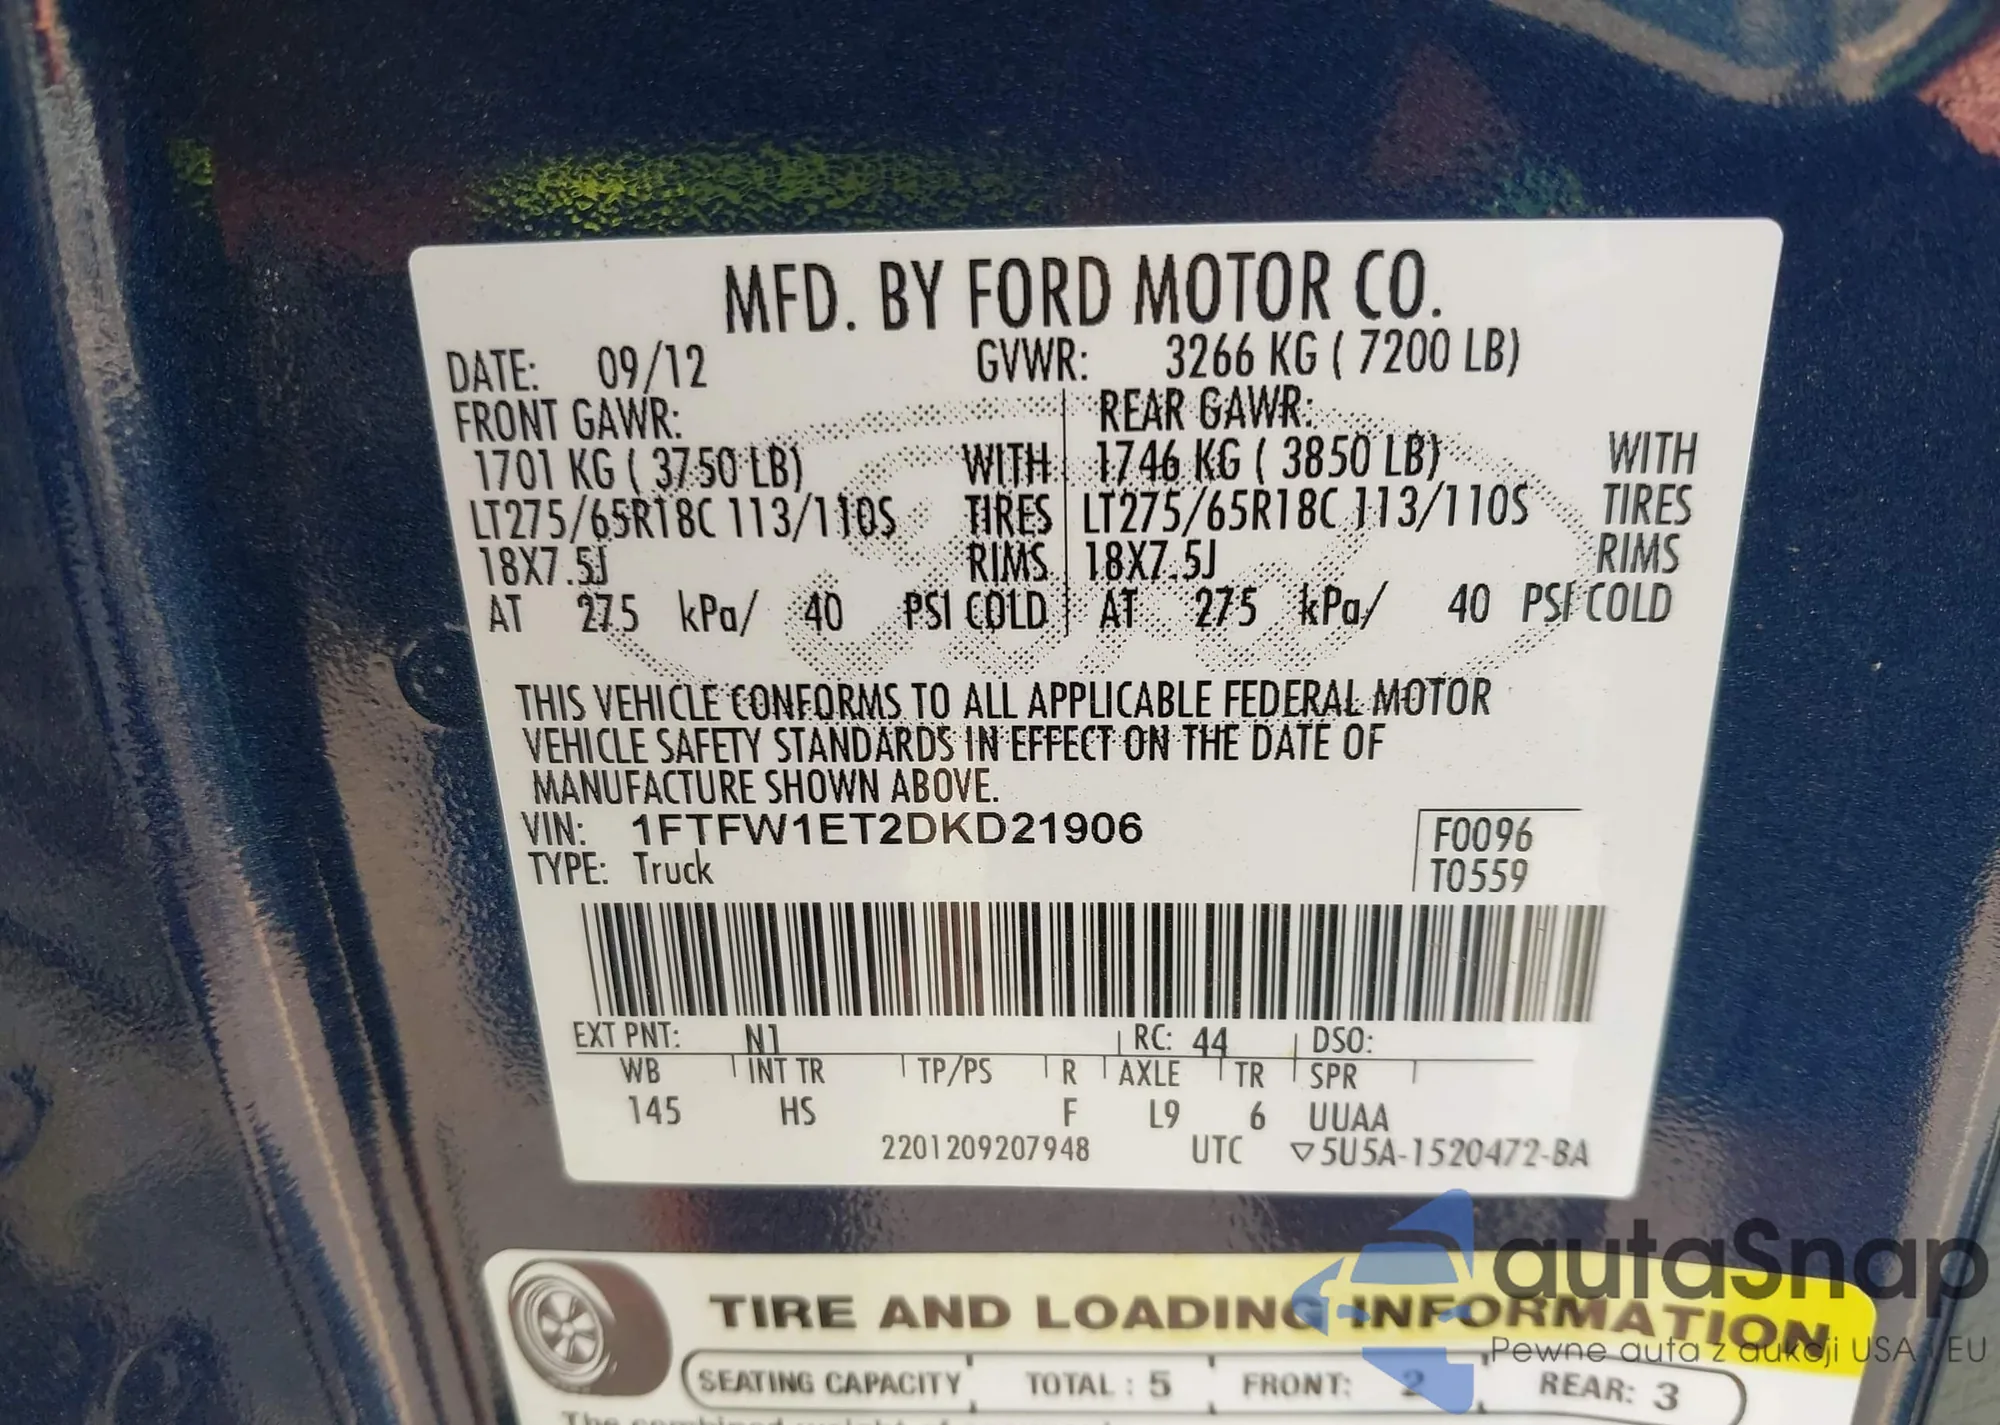 MFD. BY FORD MOTOR CO.
DATE: 09/12 GVWR: 3266 KG ( 7200 LB)
FRONT GAWR: REAR GAWR:
1701 KG ( 3750 LB) WITH 1746 KG ( 3850 LB) WITH
LT275/65R18C 113/110S TIRES LT275/65R18C 113/110S TIRES
18X7.5J RIMS 18X7.5J RIMS
AT 275 kPa/ 40 PSI COLD AT 275 kPa/ 40 PSI COLD
THIS VEHICLE CONFORMS TO ALL APPLICABLE FEDERAL MOTOR
VEHICLE SAFETY STANDARDS IN EFFECT ON THE DATE OF
MANUFACTURE SHOWN ABOVE.
VIN: 1FTFW1ET2DKD21906 F0096
TYPE: Truck T0559
EXT PNT: N1 RC: 44 DSO:
WB INT TR TP/PS R AXLE TR SPR
145 HS F L9 6 UUAA
2201209207948 UTC ▽5U5A-1520472-BA
autaSnap
TIRE AND LOADING INFORMATION
Pewne auta z aukcji USA i EU
SEATING CAPACITY TOTAL : 5 FRONT: 2 REAR: 3
The combined weight of